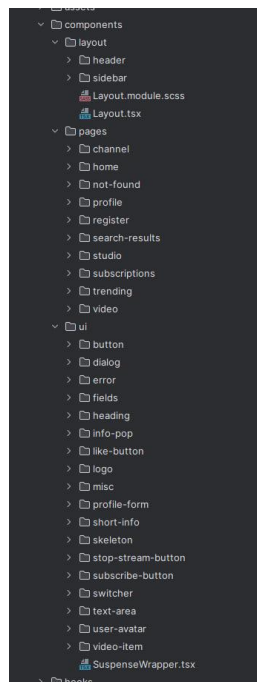 assets
components
layout
header
sidebar
Layout.module.scss
Layout.tsx
pages
channel
home
not-found
profile
register
search-results
studio
subscriptions
trending
video
ui
button
dialog
error
fields
heading
info-pop
like-button
logo
misc
profile-form
short-info
skeleton
stop-stream-button
subscribe-button
switcher
text-area
user-avatar
video-item
SuspenseWrapper.tsx
hooks